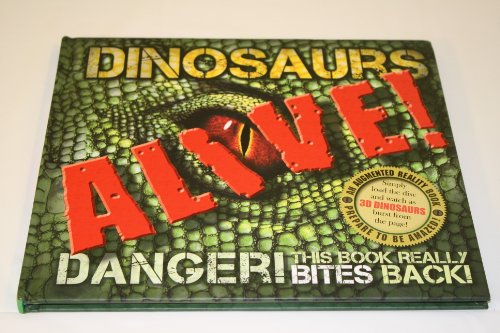 DINOSAURS
ALIVE!
AN AUGMENTED REALITY BOOK
Simply
load the disc
and watch as
3D DINOSAURS
burst from
the page!
PREPARE TO BE AMAZED!
DANGER! THIS BOOK REALLY
BITES BACK!